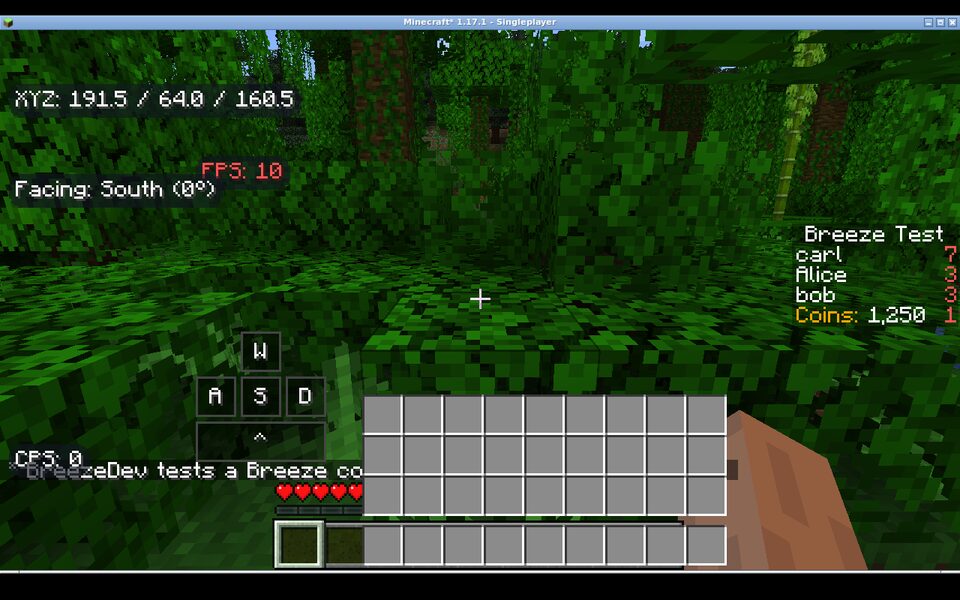 Minecraft* 1.17.1 - Singleplayer
XYZ: 191.5 / 64.0 / 160.5
FPS: 10
Facing: South (0°)
Breeze Test
carl 7
Alice 3
bob 3
Coins: 1,250 1
W
A S D
^
CPS: 0
* BreezeDev tests a Breeze co